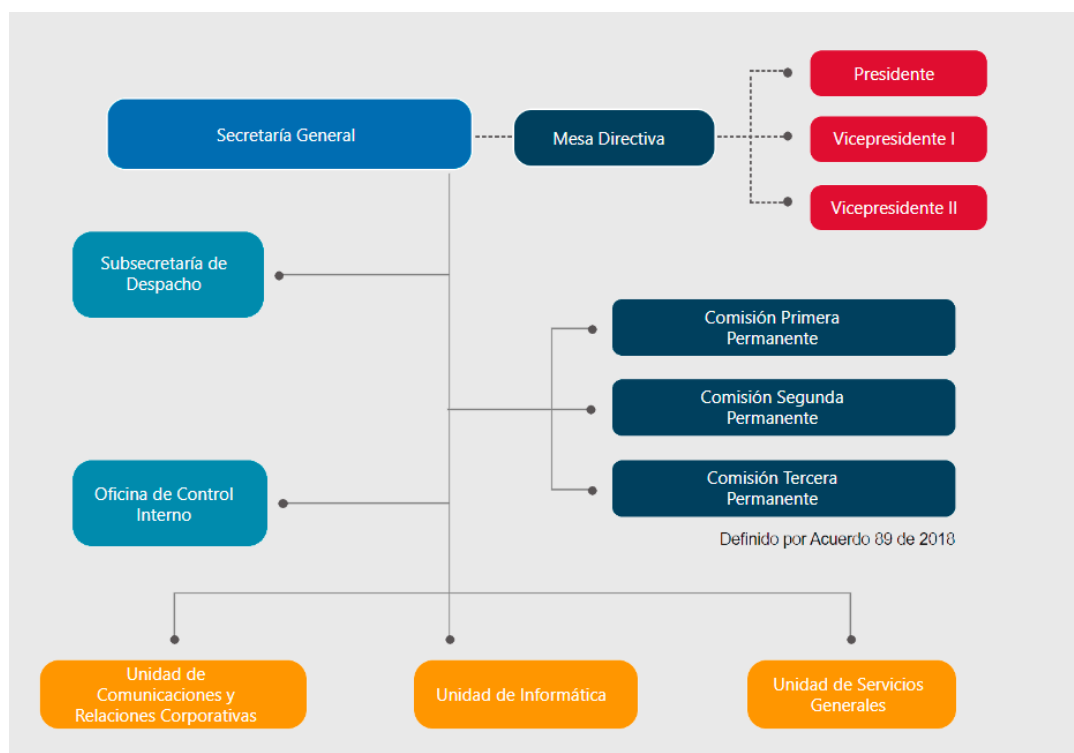 Presidente
Secretaría General
Mesa Directiva
Vicepresidente I
Vicepresidente II
Subsecretaría de
Despacho
Comisión Primera
Permanente
Comisión Segunda
Permanente
Comisión Tercera
Permanente
Oficina de Control
Interno
Definido por Acuerdo 89 de 2018
Unidad de
Comunicaciones y
Relaciones Corporativas
Unidad de Informática
Unidad de Servicios
Generales